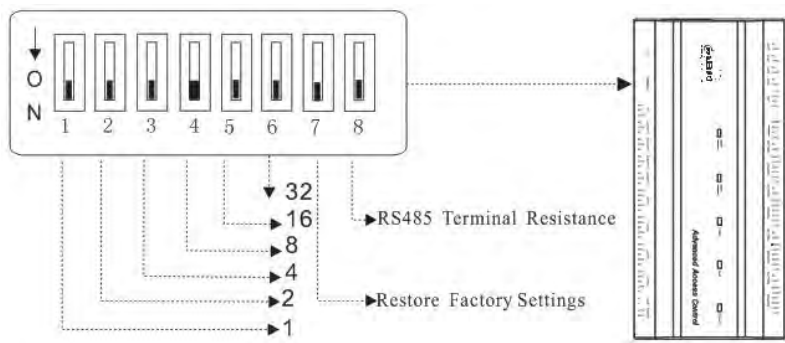 ON
1 2 3 4 5 6 7 8
32
16
8
4
2
1
RS485 Terminal Resistance
Restore Factory Settings
Advanced Access Control